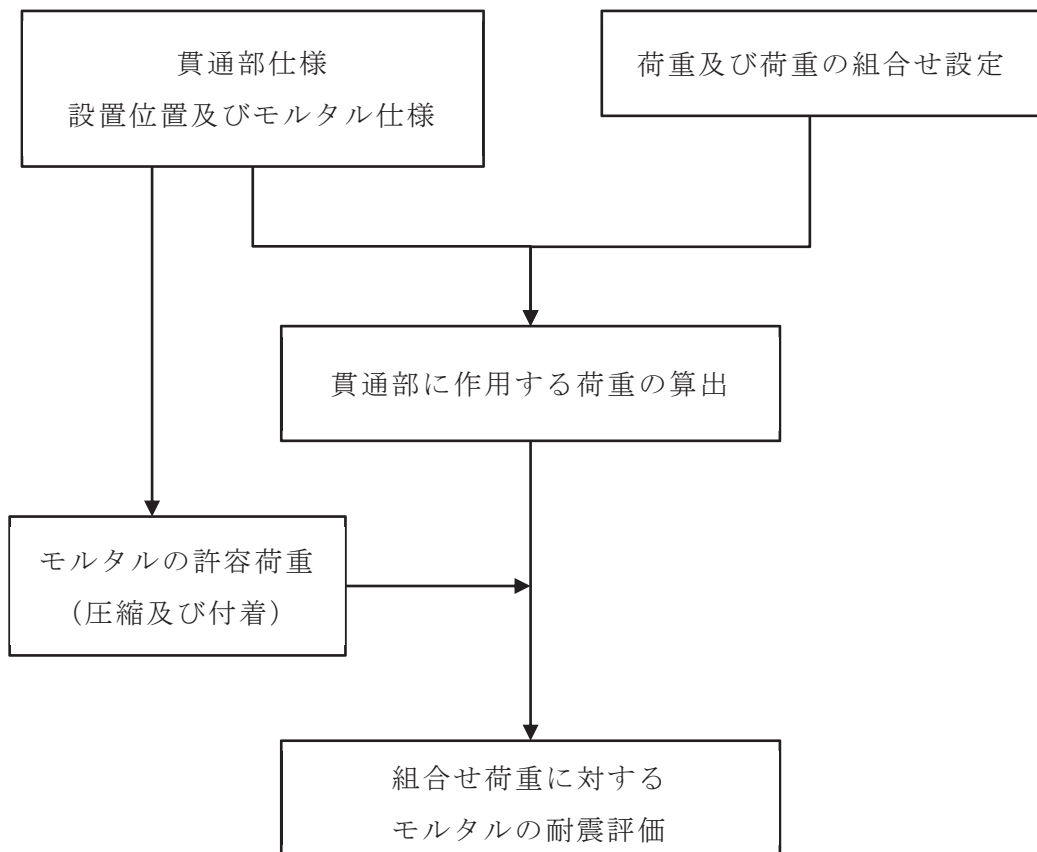 貫通部仕様
設置位置及びモルタル仕様
荷重及び荷重の組合せ設定
貫通部に作用する荷重の算出
モルタルの許容荷重
（圧縮及び付着）
組合せ荷重に対する
モルタルの耐震評価